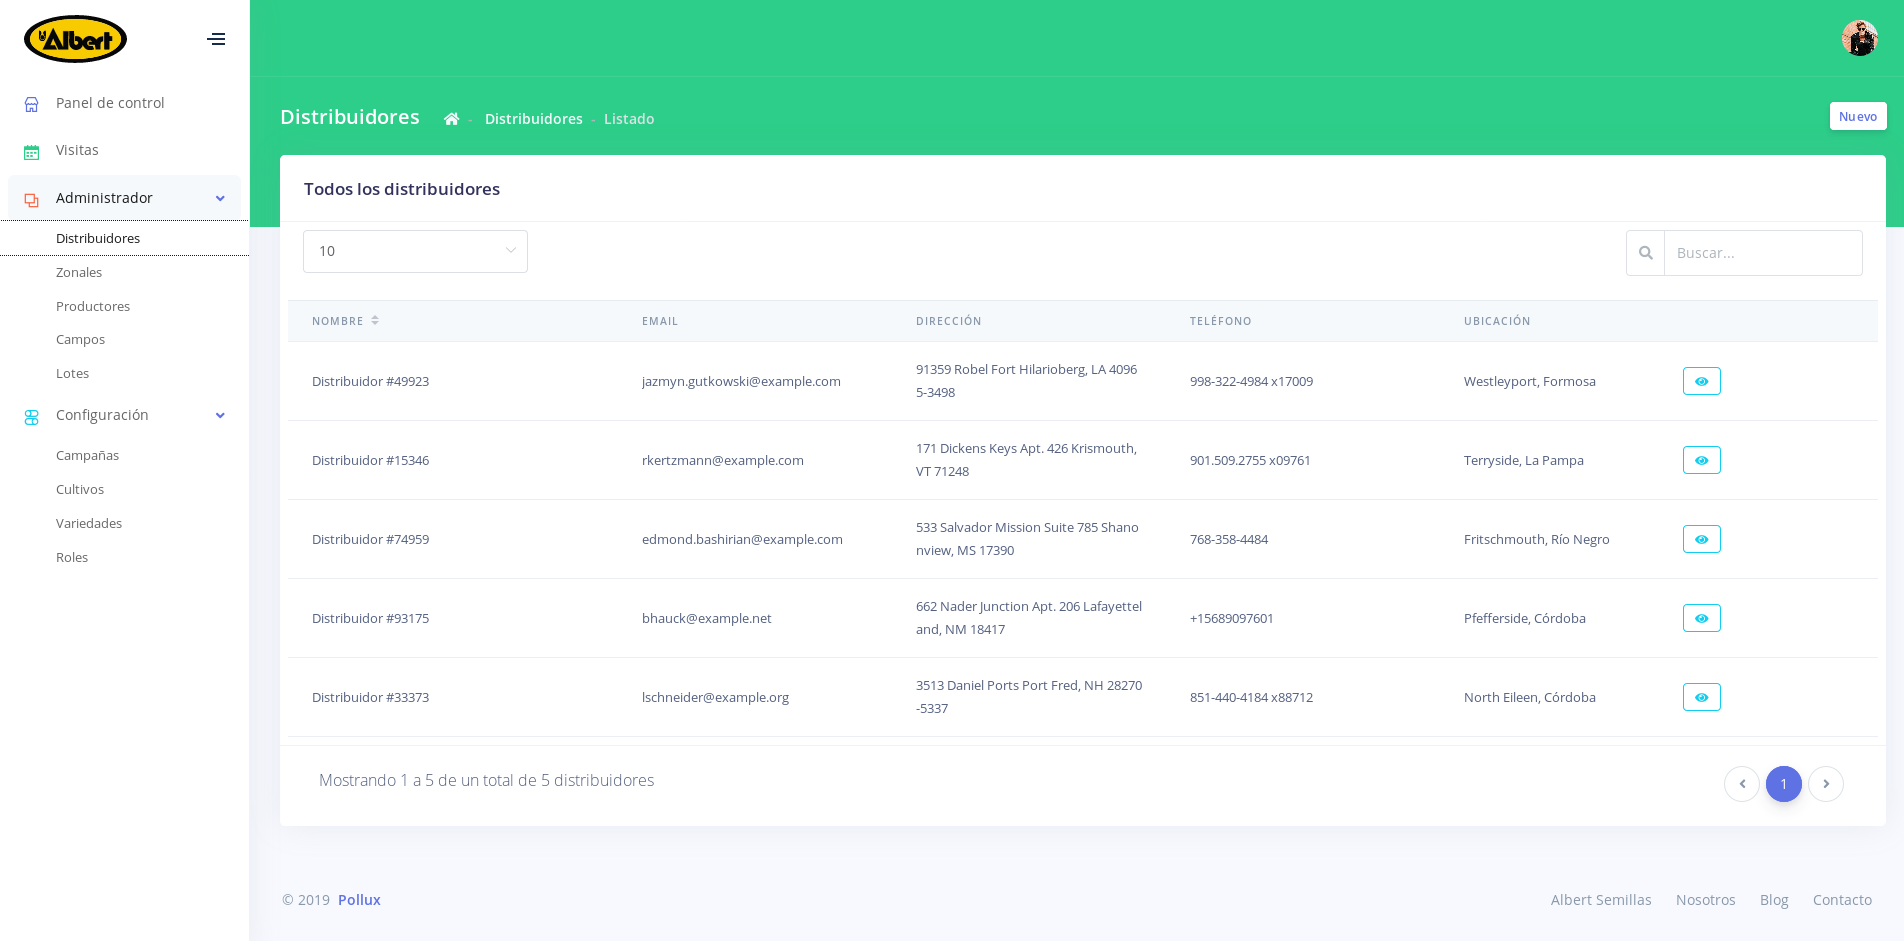 Albert
Panel de control
Visitas
Administrador
Distribuidores
Zonales
Productores
Campos
Lotes
Configuración
Campañas
Cultivos
Variedades
Roles
Distribuidores - Distribuidores - Listado
Nuevo
Todos los distribuidores
10
Buscar...
NOMBRE EMAIL DIRECCIÓN TELÉFONO UBICACIÓN
Distribuidor #49923 jazmyn.gutkowski@example.com 91359 Robel Fort Hilarioberg, LA 4096 998-322-4984 x17009 Westleyport, Formosa
5-3498
Distribuidor #15346 rkertzmann@example.com 171 Dickens Keys Apt. 426 Krismouth, 901.509.2755 x09761 Terryside, La Pampa
VT 71248
Distribuidor #74959 edmond.bashirian@example.com 533 Salvador Mission Suite 785 Shano 768-358-4484 Fritschmouth, Río Negro
nview, MS 17390
Distribuidor #93175 bhauck@example.net 662 Nader Junction Apt. 206 Lafayettel +15689097601 Pfefferside, Córdoba
and, NM 18417
Distribuidor #33373 lschneider@example.org 3513 Daniel Ports Port Fred, NH 28270 851-440-4184 x88712 North Eileen, Córdoba
-5337
Mostrando 1 a 5 de un total de 5 distribuidores
1
© 2019 Pollux
Albert Semillas Nosotros Blog Contacto